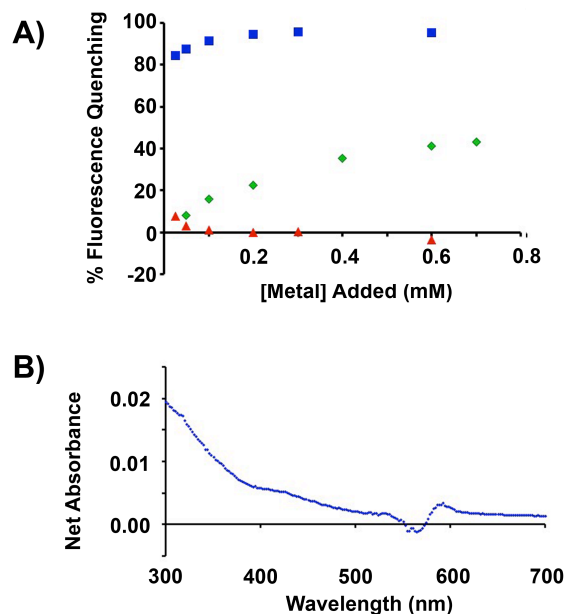 A)
% Fluorescence Quenching
100
80
60
40
20
0
-20
0.2 0.4 0.6 0.8
[Metal] Added (mM)
B)
Net Absorbance
0.02
0.01
0.00
300 400 500 600 700
Wavelength (nm)